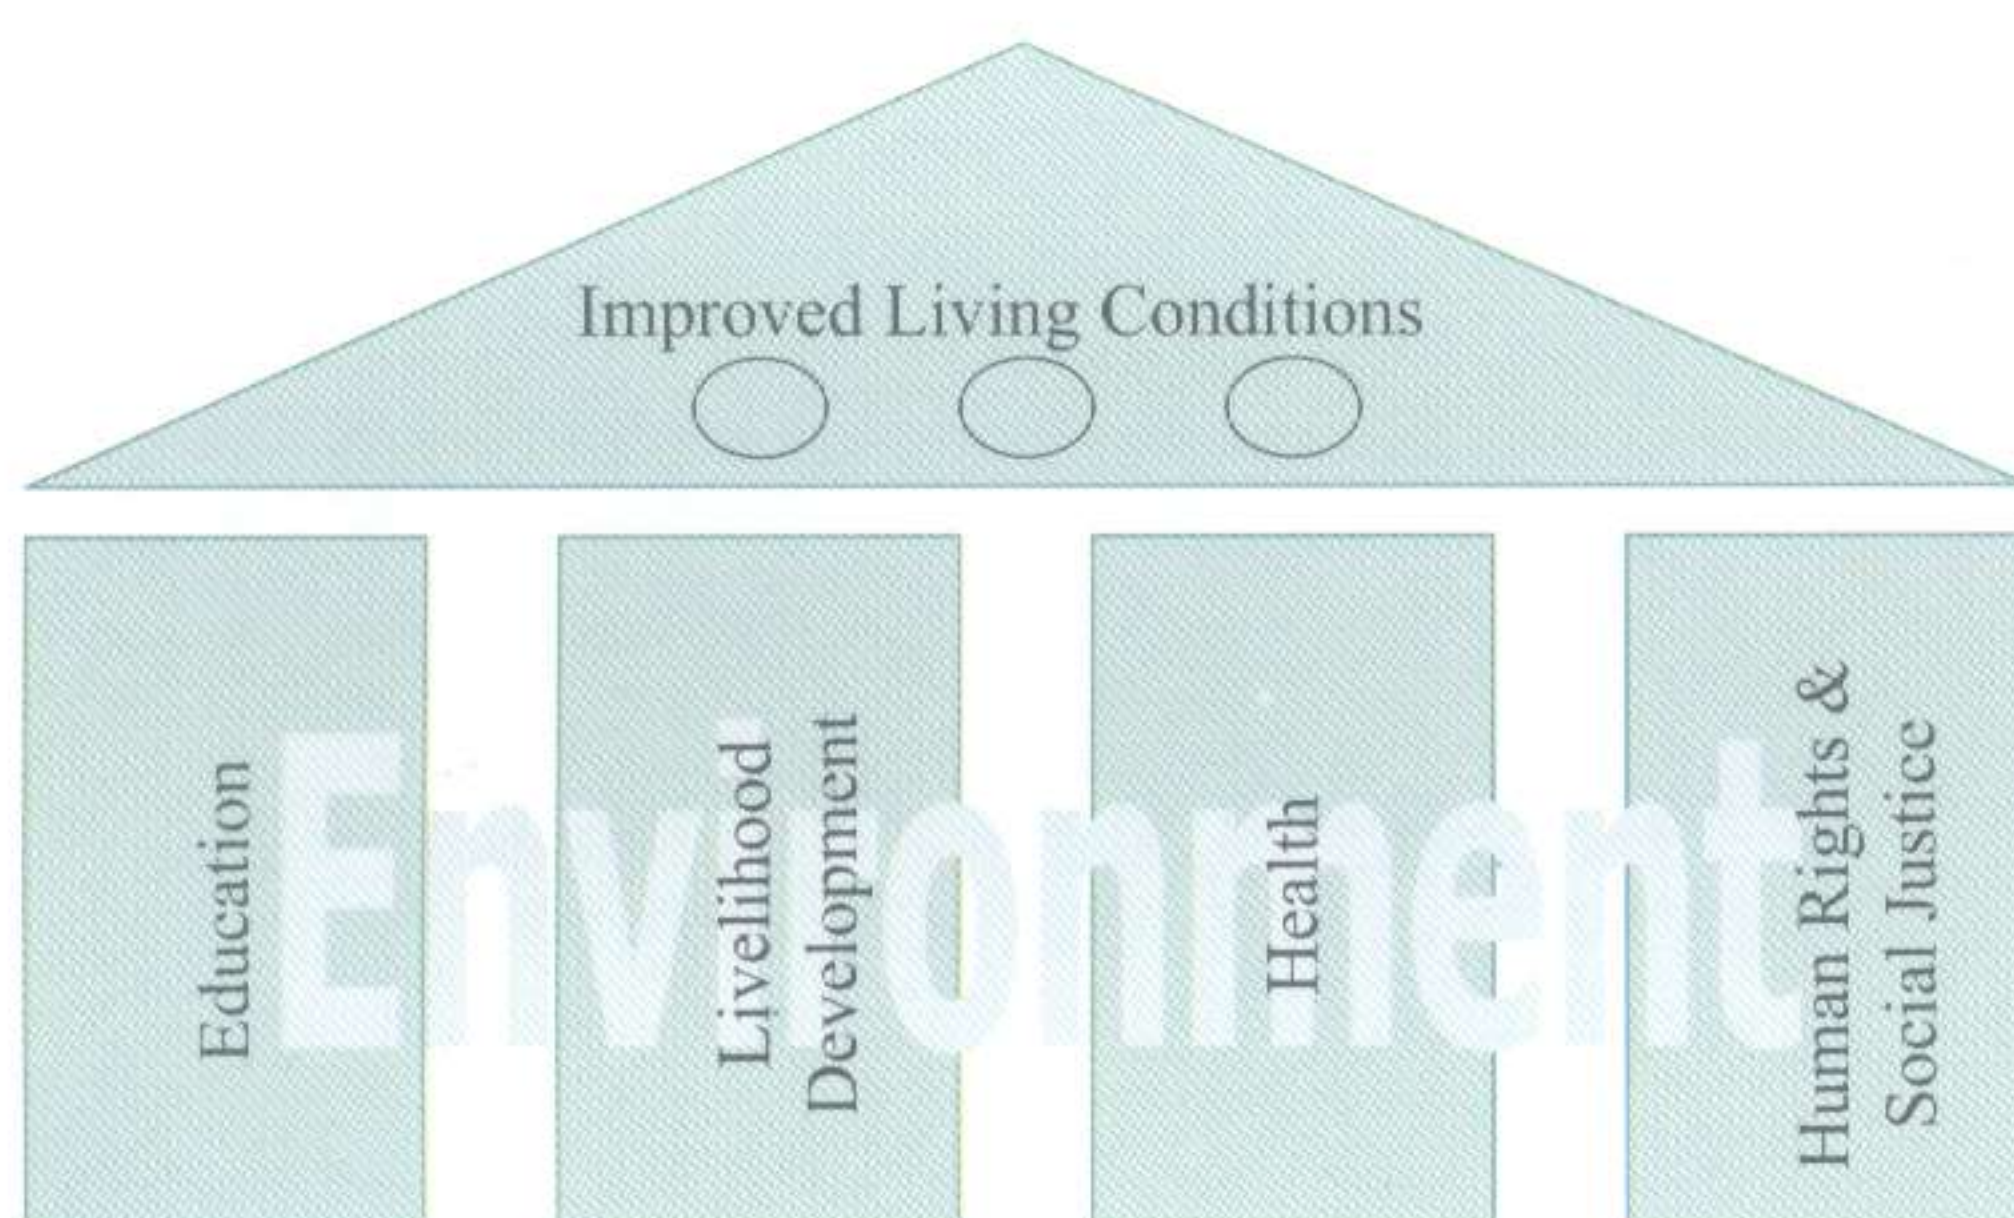 Improved Living Conditions
Education
Livelihood
Development
Health
Human Rights &
Social Justice
Environment